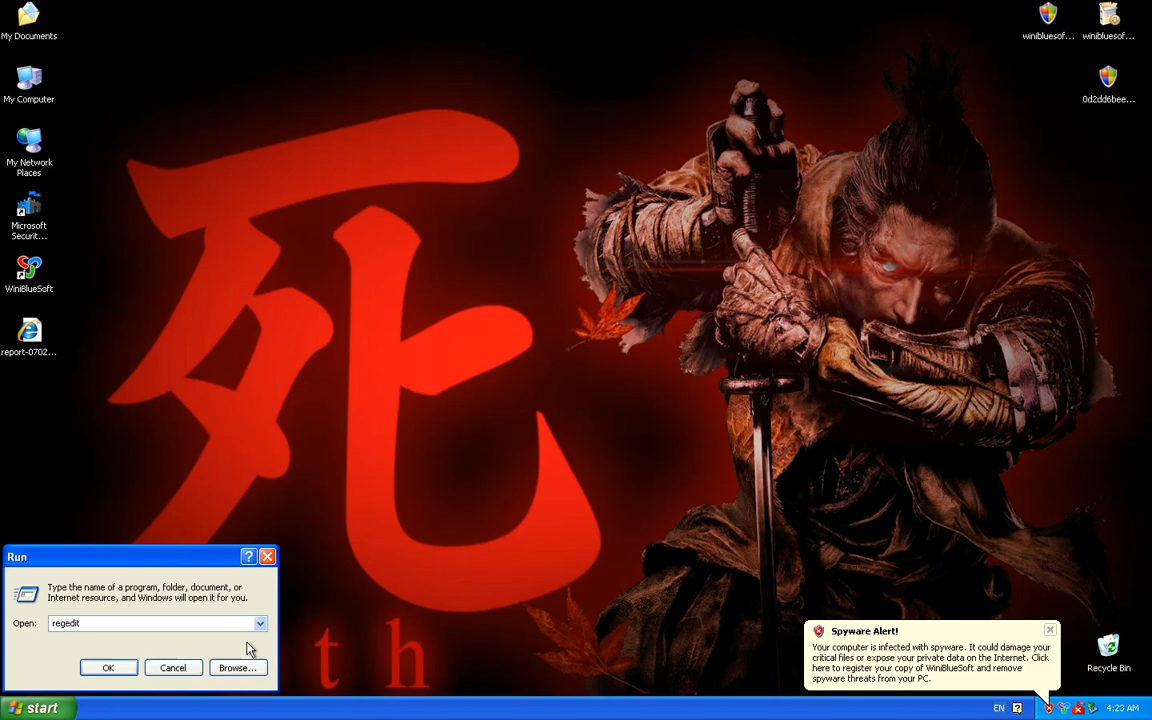 My Documents
My Computer
My Network
Places
Microsoft
Securit...
WiniBlueSoft
report-0702...
winibluesof...
winibluesof...
0d2dd6bee...
死
th
Run
Type the name of a program, folder, document, or
Internet resource, and Windows will open it for you.
Open:
regedit
OK
Cancel
Browse...
Spyware Alert!
Your computer is infected with spyware. It could damage your
critical files or expose your private data on the Internet. Click
here to register your copy of WiniBlueSoft and remove
spyware threats from your PC.
Recycle Bin
start
EN
4:23 AM